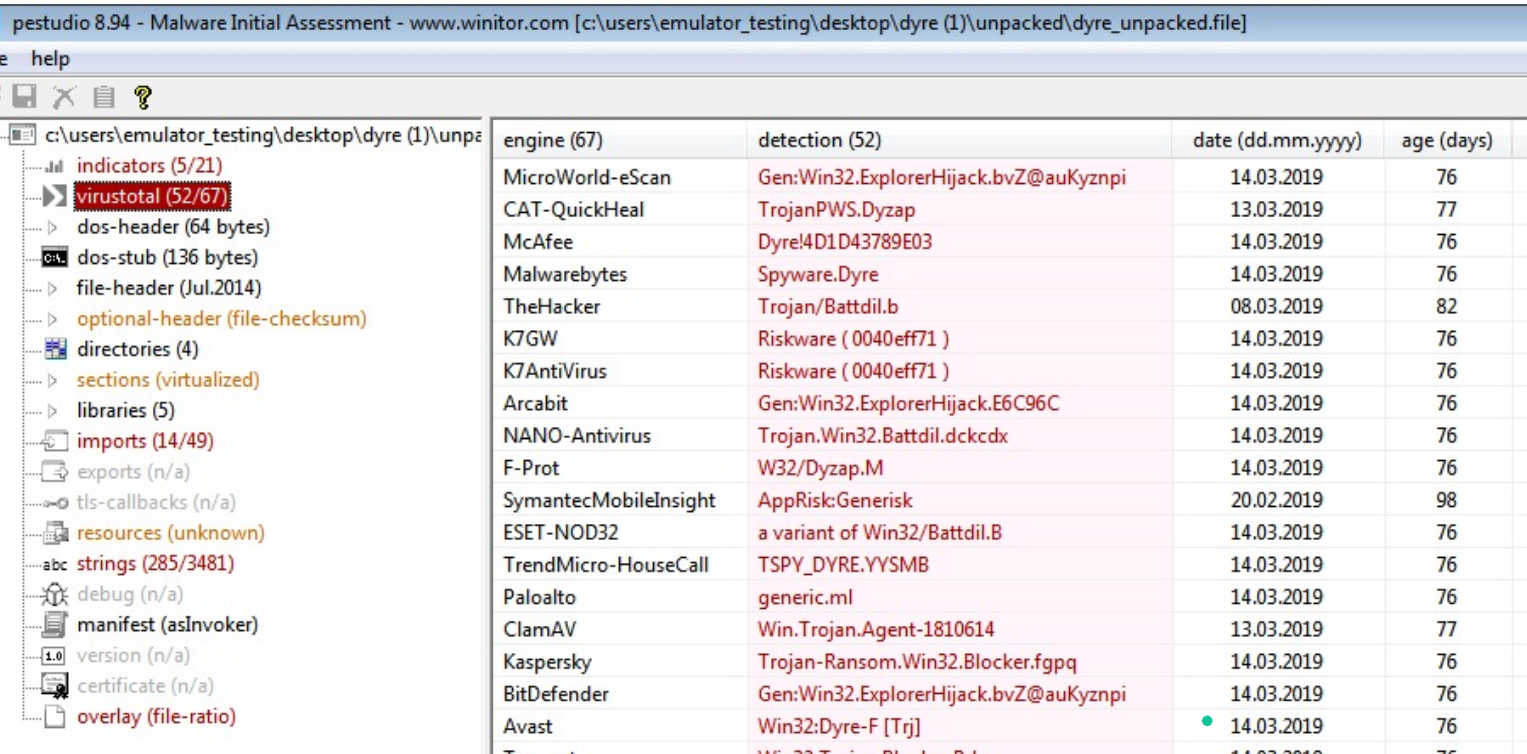 pestudio 8.94 - Malware Initial Assessment - www.winitor.com [c:\users\emulator_testing\desktop\dyre (1)\unpacked\dyre_unpacked.file]
e help
c:\users\emulator_testing\desktop\dyre (1)\unpa
indicators (5/21)
virustotal (52/67)
dos-header (64 bytes)
dos-stub (136 bytes)
file-header (Jul.2014)
optional-header (file-checksum)
directories (4)
sections (virtualized)
libraries (5)
imports (14/49)
exports (n/a)
tls-callbacks (n/a)
resources (unknown)
abc strings (285/3481)
debug (n/a)
manifest (asInvoker)
1.0 version (n/a)
certificate (n/a)
overlay (file-ratio)
engine (67) detection (52) date (dd.mm.yyyy) age (days)
MicroWorld-eScan Gen:Win32.ExplorerHijack.bvZ@auKyznpi 14.03.2019 76
CAT-QuickHeal TrojanPWS.Dyzap 13.03.2019 77
McAfee Dyre!4D1D43789E03 14.03.2019 76
Malwarebytes Spyware.Dyre 14.03.2019 76
TheHacker Trojan/Battdil.b 08.03.2019 82
K7GW Riskware ( 0040eff71 ) 14.03.2019 76
K7AntiVirus Riskware ( 0040eff71 ) 14.03.2019 76
Arcabit Gen:Win32.ExplorerHijack.E6C96C 14.03.2019 76
NANO-Antivirus Trojan.Win32.Battdil.dckcdx 14.03.2019 76
F-Prot W32/Dyzap.M 14.03.2019 76
SymantecMobileInsight AppRisk:Generisk 20.02.2019 98
ESET-NOD32 a variant of Win32/Battdil.B 14.03.2019 76
TrendMicro-HouseCall TSPY_DYRE.YYSMB 14.03.2019 76
Paloalto generic.ml 14.03.2019 76
ClamAV Win.Trojan.Agent-1810614 13.03.2019 77
Kaspersky Trojan-Ransom.Win32.Blocker.fgpq 14.03.2019 76
BitDefender Gen:Win32.ExplorerHijack.bvZ@auKyznpi 14.03.2019 76
Avast Win32:Dyre-F [Trj] 14.03.2019 76